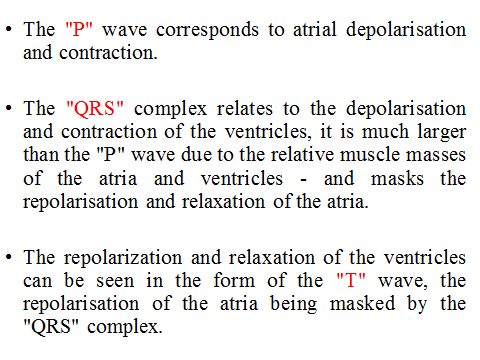 • The "P" wave corresponds to atrial depolarisation
and contraction.
• The "QRS" complex relates to the depolarisation
and contraction of the ventricles, it is much larger
than the "P" wave due to the relative muscle masses
of the atria and ventricles - and masks the
repolarisation and relaxation of the atria.
• The repolarization and relaxation of the ventricles
can be seen in the form of the "T" wave, the
repolarisation of the atria being masked by the
"QRS" complex.